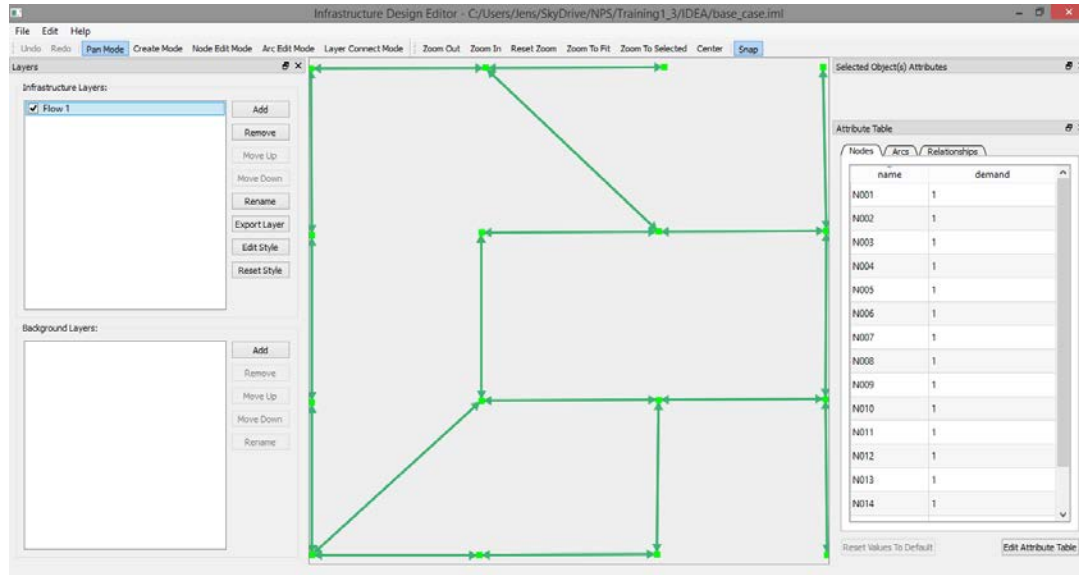 Infrastructure Design Editor - C:/Users/Jens/SkyDrive/NPS/Training1_3/IDEA/base_case.iml
File Edit Help
Undo Redo Pan Mode Create Mode Node Edit Mode Arc Edit Mode Layer Connect Mode Zoom Out Zoom In Reset Zoom Zoom To Fit Zoom To Selected Center Snap
Layers
Infrastructure Layers:
Flow 1
Add
Remove
Move Up
Move Down
Rename
Export Layer
Edit Style
Reset Style
Background Layers:
Add
Remove
Move Up
Move Down
Rename
Selected Object(s) Attributes
Attribute Table
Nodes Arcs Relationships
name demand
N001 1
N002 1
N003 1
N004 1
N005 1
N006 1
N007 1
N008 1
N009 1
N010 1
N011 1
N012 1
N013 1
N014 1
Reset Values To Default Edit Attribute Table